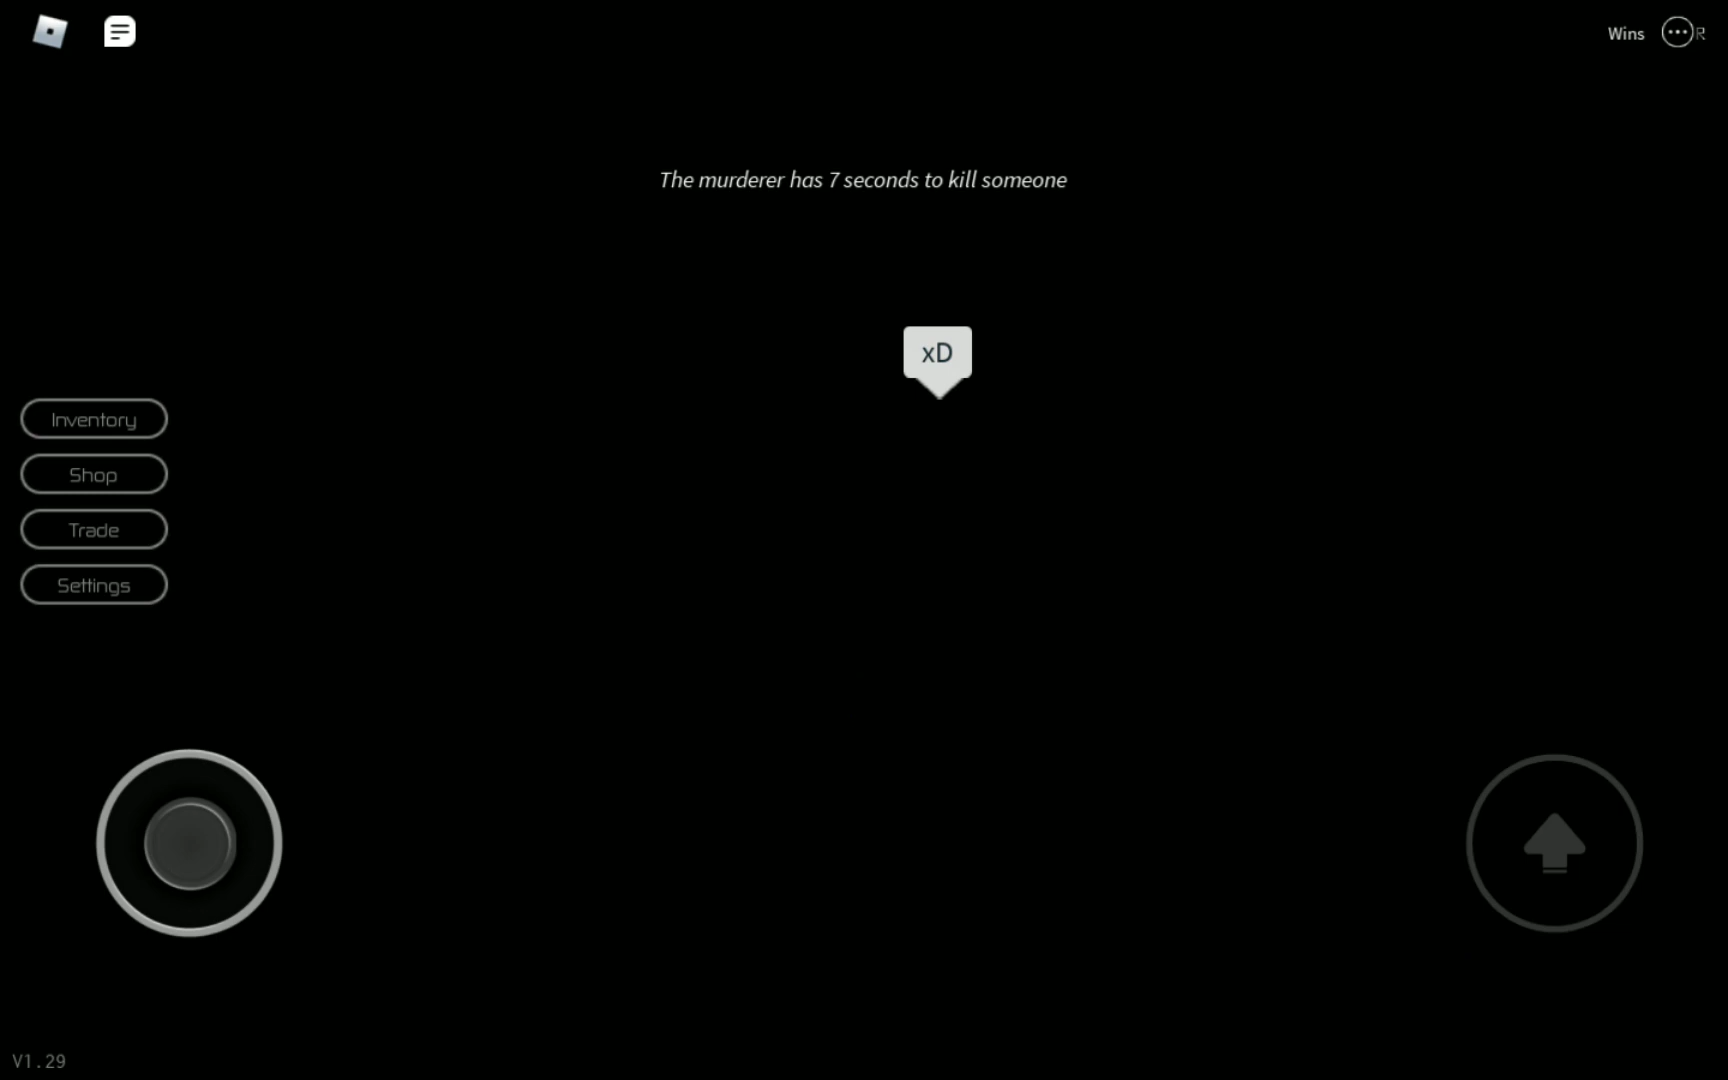 Wins
R
The murderer has 7 seconds to kill someone
xD
Inventory
Shop
Trade
Settings
V1.29